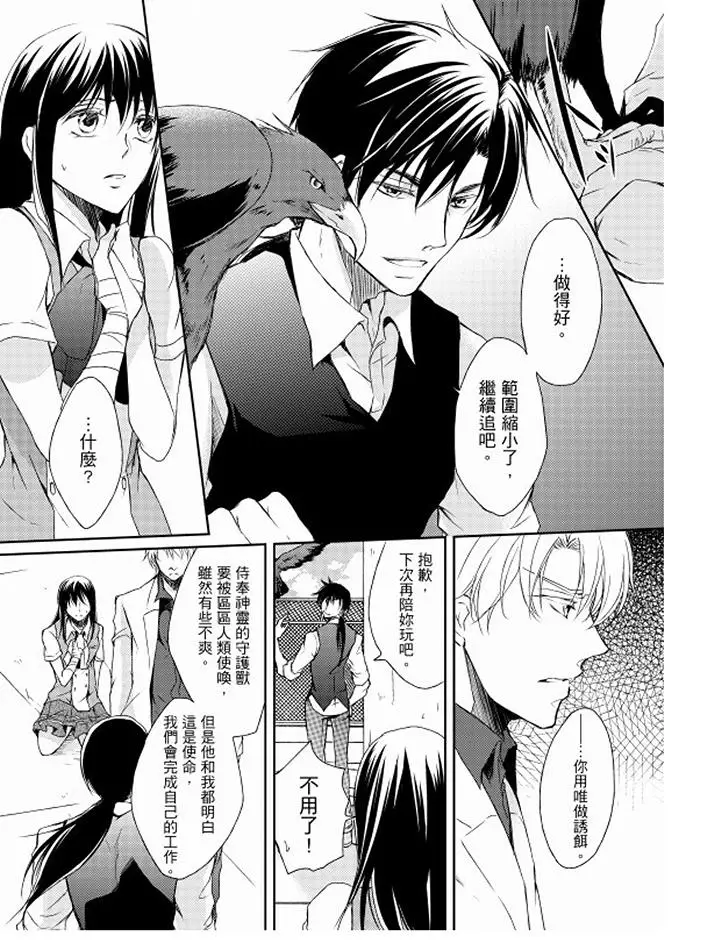 …做得好。
範圍縮小了，
繼續追吧。
…什麼？
——你用唯做誘餌。
抱歉，
下次再陪妳玩吧。
不用了！
侍奉神靈的守護獸
要被區區人類使喚，
雖然有些不爽。
但是他和我都明白
這是使命，
我們會完成自己的工作。